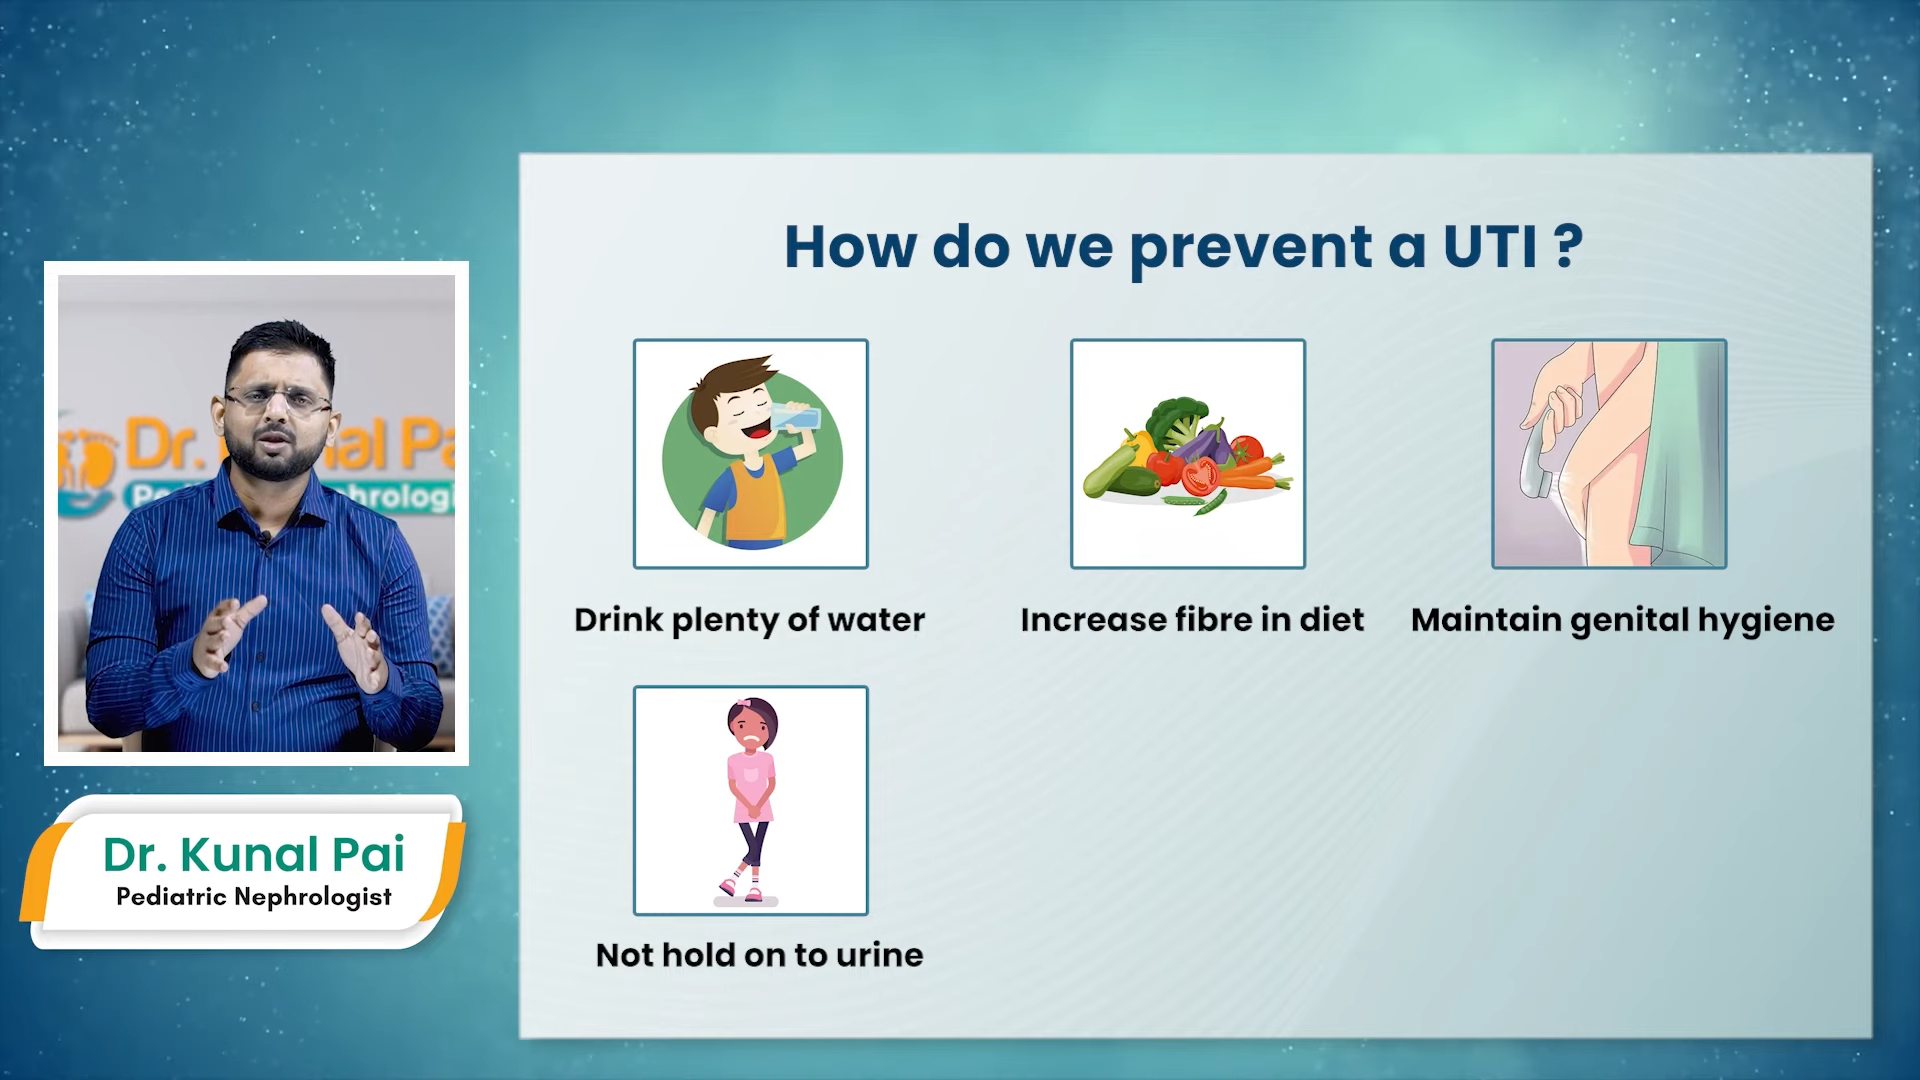 How do we prevent a UTI ?
Drink plenty of water
Increase fibre in diet
Maintain genital hygiene
Not hold on to urine
Dr. Kunal Pai
Pediatric Nephrologist